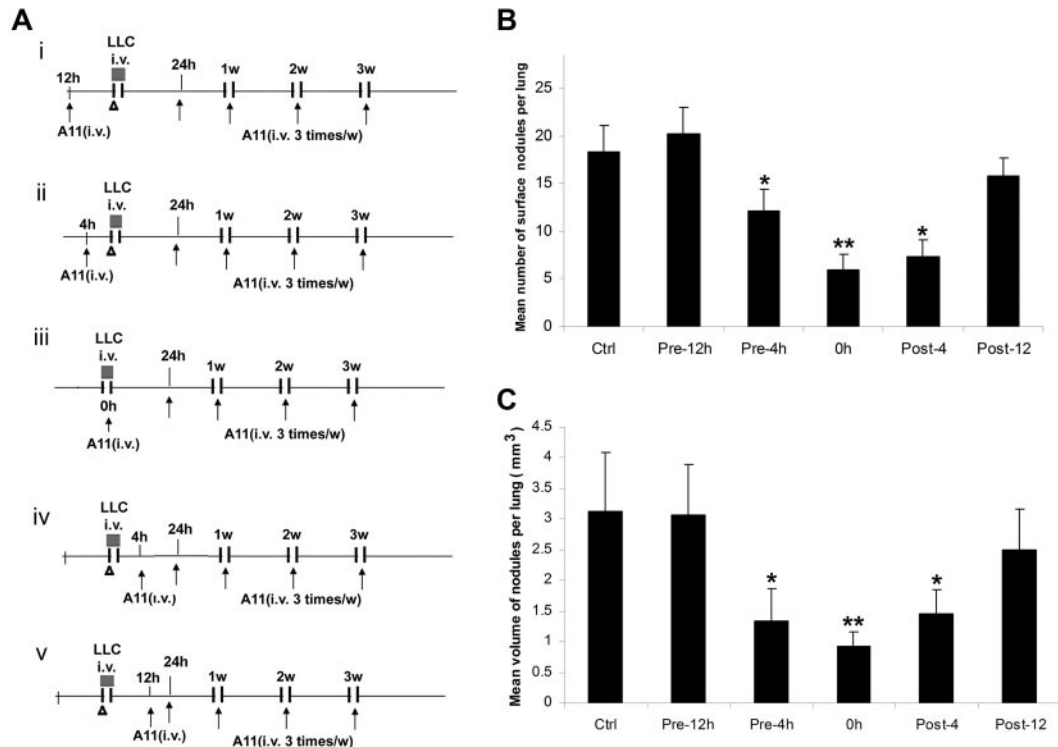 A
i
LLC
i.v.
12h
24h
1w
2w
3w
A11(i.v.)
A11(i.v. 3 times/w)
ii
LLC
i.v.
4h
24h
1w
2w
3w
A11(i.v.)
A11(i.v. 3 times/w)
iii
LLC
i.v.
24h
1w
2w
3w
0h
A11(i.v.)
A11(i.v. 3 times/w)
iv
LLC
i.v.
4h
24h
1w
2w
3w
A11(i.v.)
A11(i.v. 3 times/w)
v
LLC
i.v.
12h
24h
1w
2w
3w
A11(i.v.)
A11(i.v. 3 times/w)
B
Mean number of surface nodules per lung
30
25
20
15
10
5
0
*
**
*
Ctrl Pre-12h Pre-4h 0h Post-4 Post-12
C
Mean volume of nodules per lung ( mm³)
4.5
4
3.5
3
2.5
2
1.5
1
0.5
0
*
**
*
Ctrl Pre-12h Pre-4h 0h Post-4 Post-12